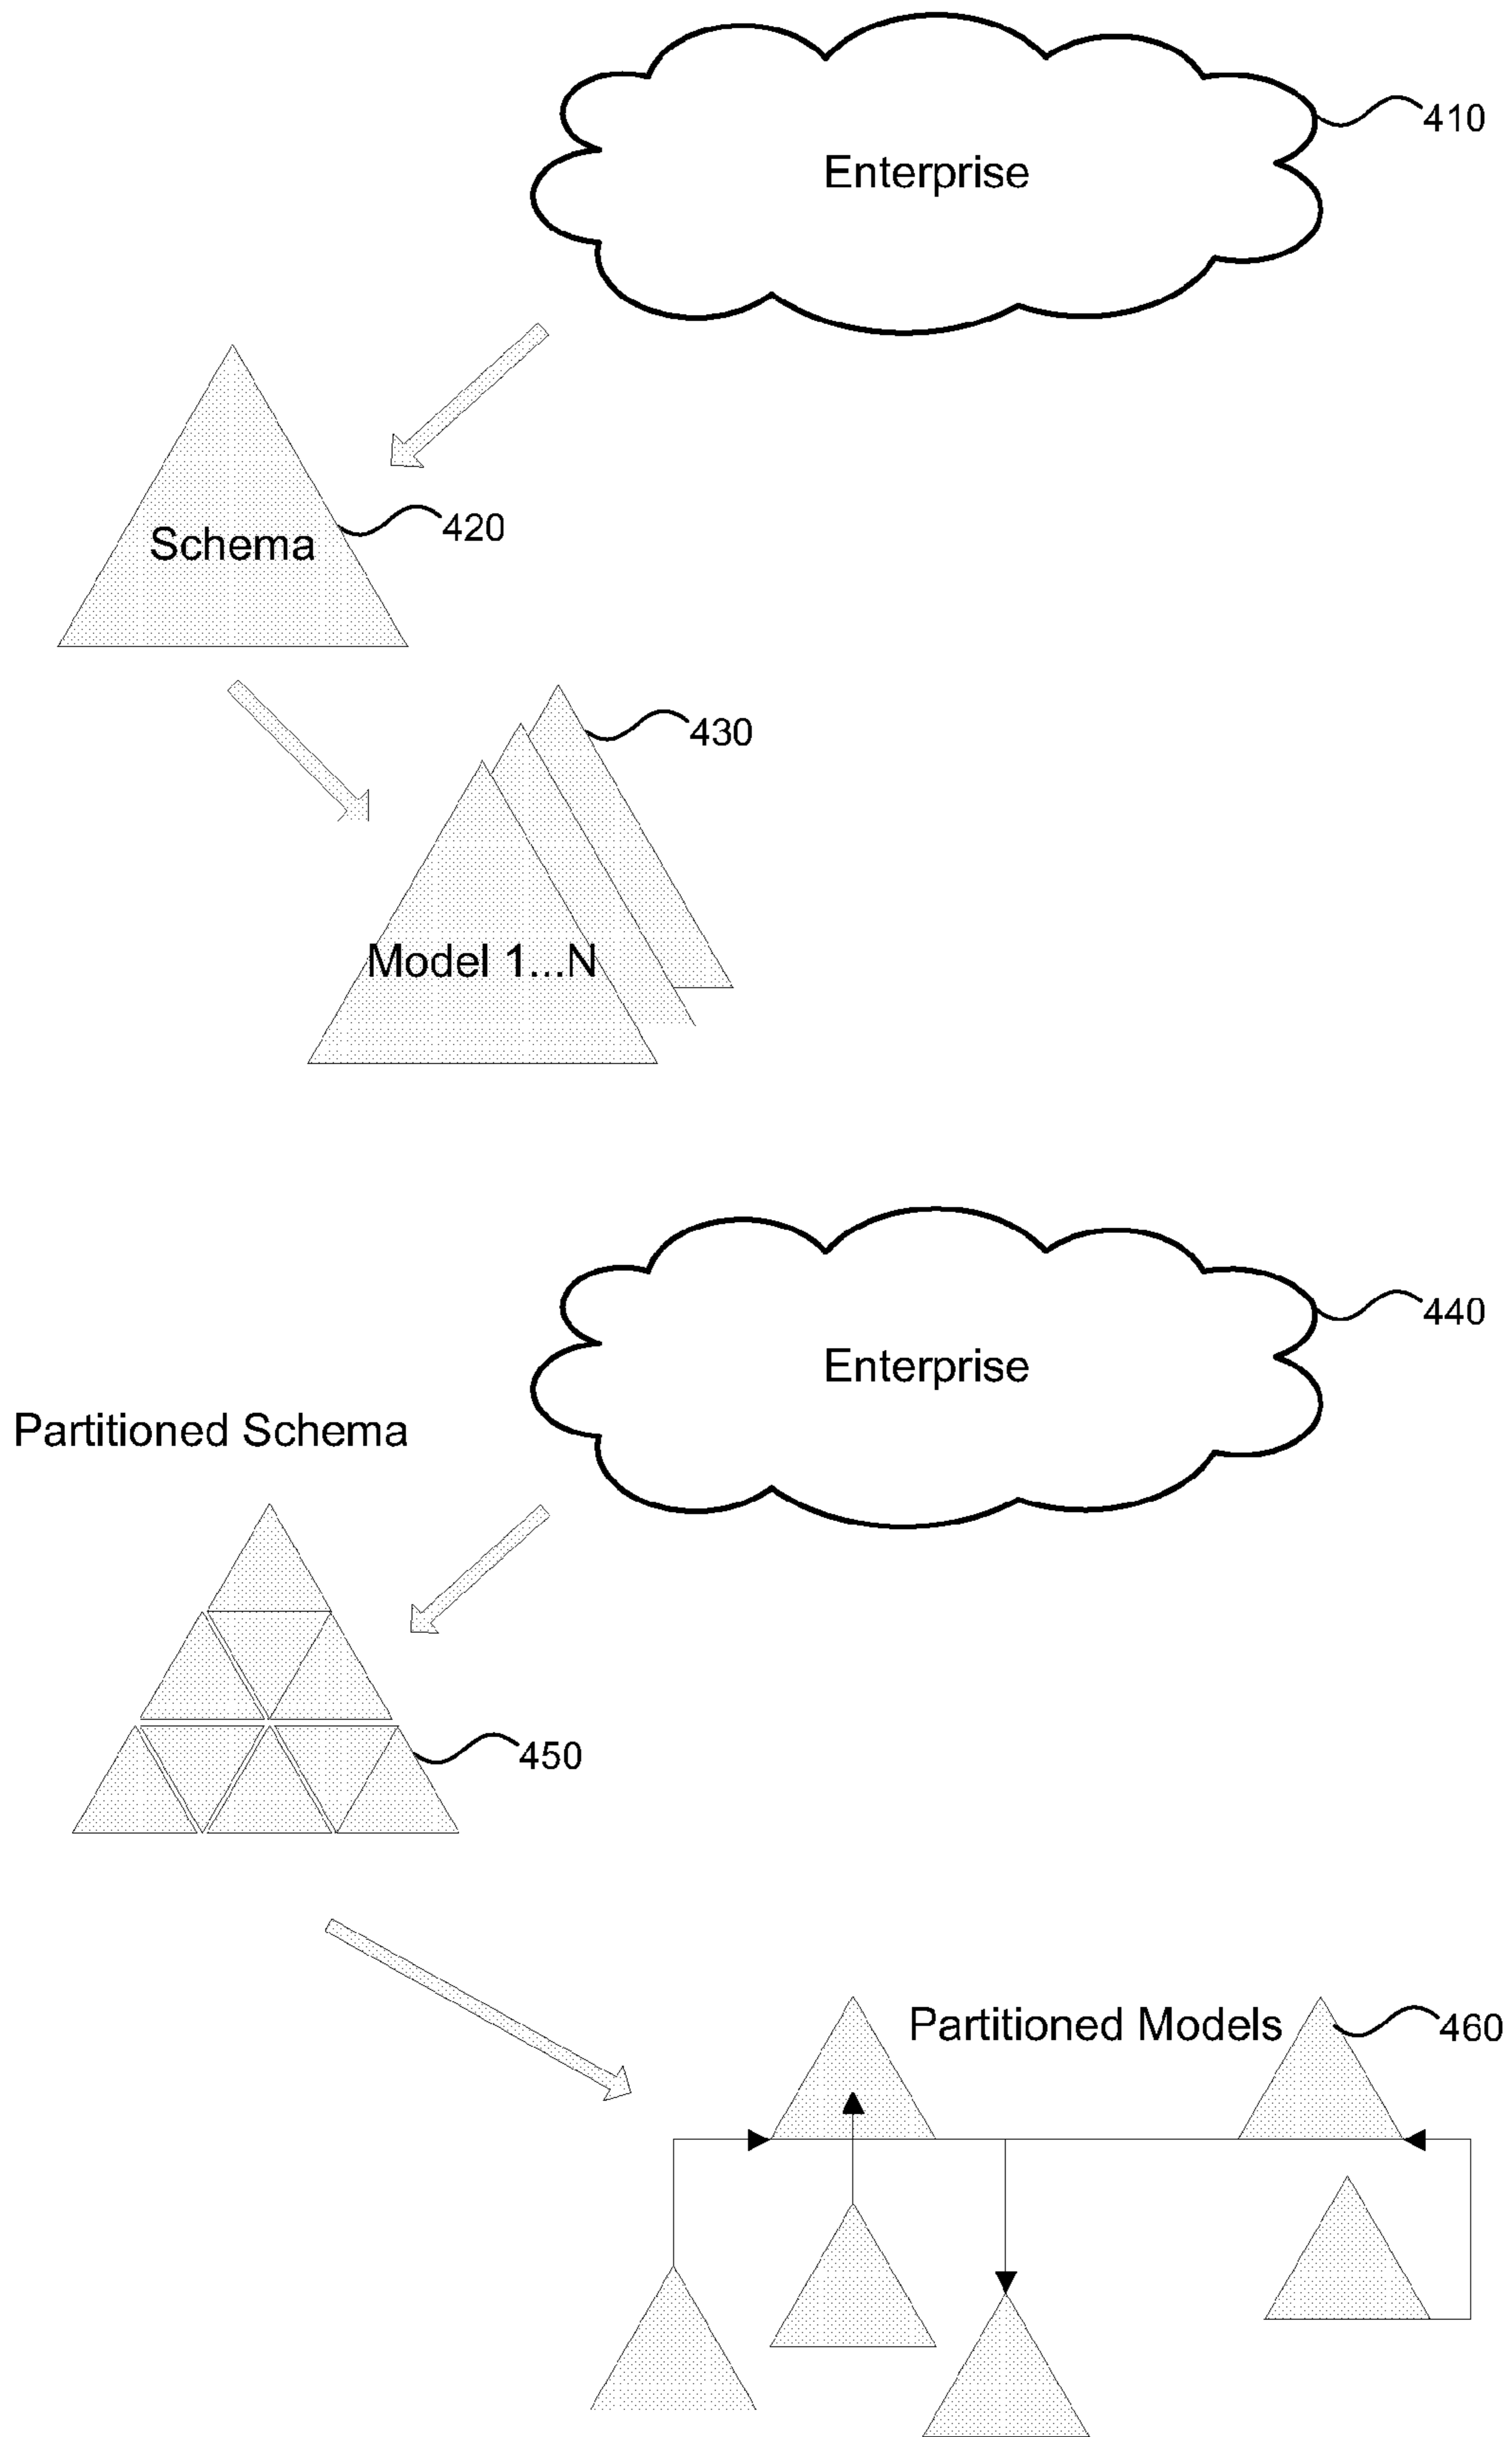 Enterprise
410
Schema
420
430
Model 1...N
Enterprise
440
Partitioned Schema
450
Partitioned Models
460